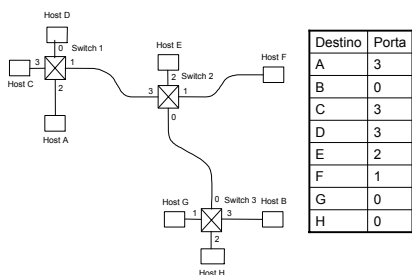 Host D
0 Switch 1
3 1
Host C
2
Host A
Host E
2 Switch 2
3 1
0
Host F
0 Switch 3
Host G Host B
1 3
2
Host H
Destino Porta
A 3
B 0
C 3
D 3
E 2
F 1
G 0
H 0